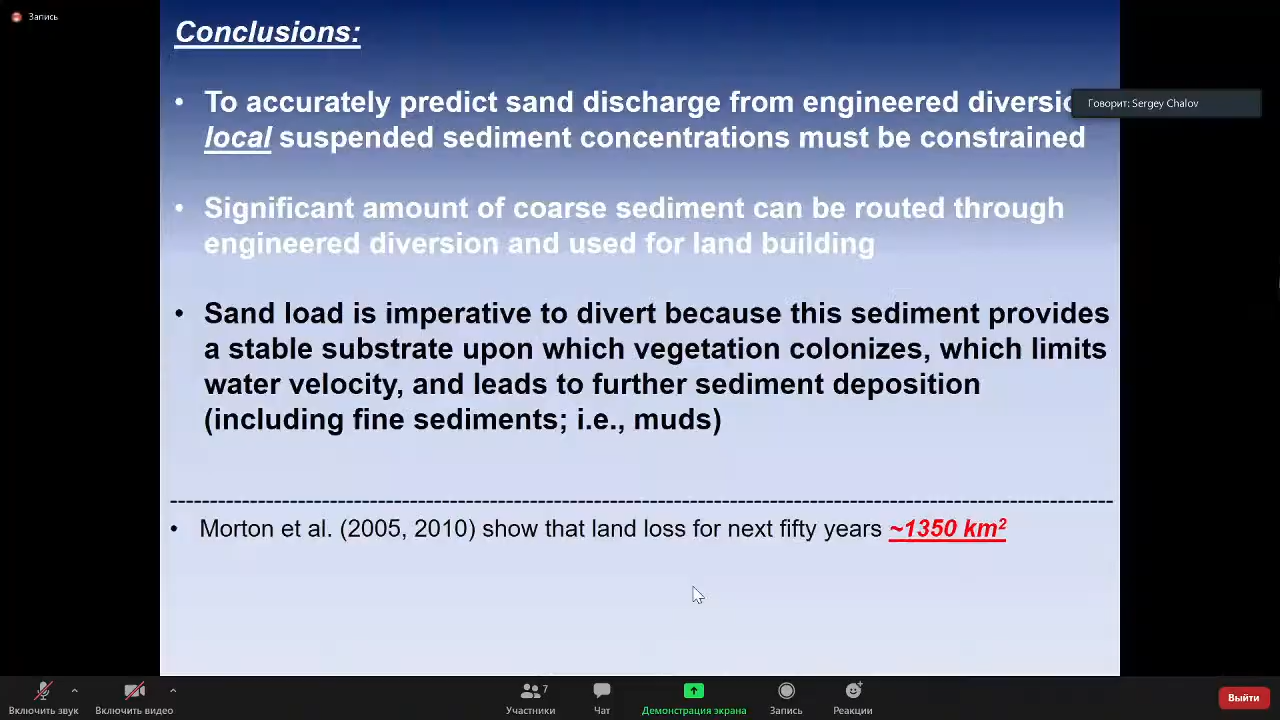 Запись
Conclusions:
• To accurately predict sand discharge from engineered
Говорит: Sergey Chalov
local suspended sediment concentrations must be constrained
• Significant amount of coarse sediment can be routed through
engineered diversion and used for land building
• Sand load is imperative to divert because this sediment provides
a stable substrate upon which vegetation colonizes, which limits
water velocity, and leads to further sediment deposition
(including fine sediments; i.e., muds)
• Morton et al. (2005, 2010) show that land loss for next fifty years ~1350 km²
Включить звук Включить видео Участники 7 Чат Демонстрация экрана Запись Реакции Выйти